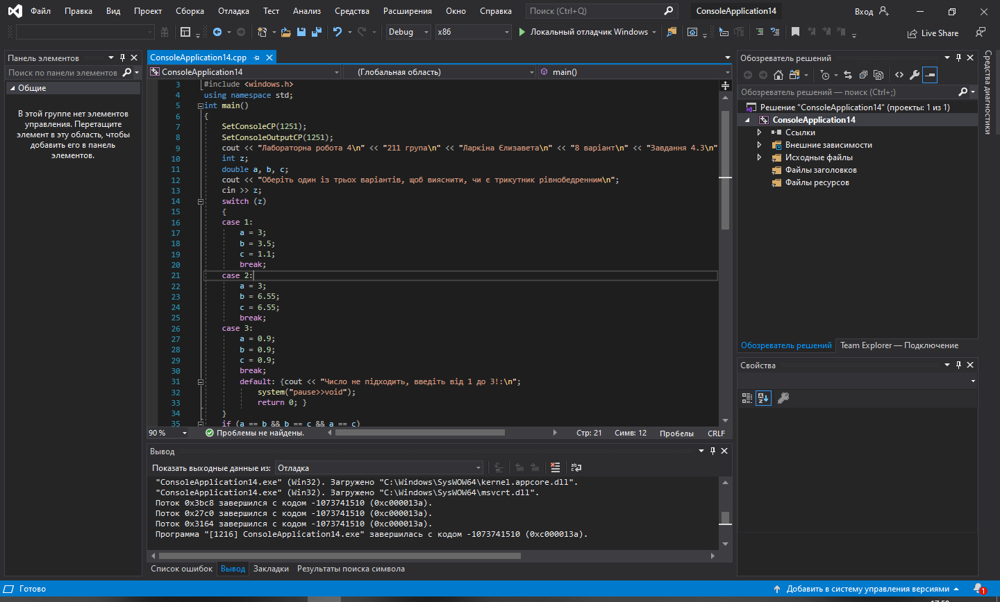 Файл Правка Вид Проект Сборка Отладка Тест Анализ Средства Расширения Окно Справка Поиск (Ctrl+Q) ConsoleApplication14 Вход
Debug x86 Локальный отладчик Windows Live Share
Панель элементов
Поиск по панели элементов
Общие
В этой группе нет элементов
управления. Перетащите
элемент в эту область, чтобы
добавить его в панель
элементов.
ConsoleApplication14.cpp
ConsoleApplication14 (Глобальная область) main()
3 #include <windows.h>
4 using namespace std;
5 int main()
6 {
7 SetConsoleCP(1251);
8 SetConsoleOutputCP(1251);
9 cout << "Лабораторна робота 4\n" << "211 група\n" << "Ларкіна Єлизавета\n" << "8 варіант\n" << "Завдання 4.3\n"
10 int z;
11 double a, b, c;
12 cout << "Оберіть один із трьох варіантів, щоб вияснити, чи є трикутник рівнобедренним\n";
13 cin >> z;
14 switch (z)
15 {
16 case 1:
17 a = 3;
18 b = 3.5;
19 c = 1.1;
20 break;
21 case 2:
22 a = 3;
23 b = 6.55;
24 c = 6.55;
25 break;
26 case 3:
27 a = 0.9;
28 b = 0.9;
29 c = 0.9;
30 break;
31 default: {cout << "Число не підходить, введіть від 1 до 3!:\n";
32 system("pause>>void");
33 return 0; }
34 }
35 if (a == b && b == c && a == c)
90 % Проблемы не найдены. Стр: 21 Симв: 12 Пробелы CRLF
Вывод
Показать выходные данные из: Отладка
"ConsoleApplication14.exe" (Win32). Загружено "C:\Windows\SysWOW64\kernel.appcore.dll".
"ConsoleApplication14.exe" (Win32). Загружено "C:\Windows\SysWOW64\msvcrt.dll".
Поток 0x3bc8 завершился с кодом -1073741510 (0xc000013a).
Поток 0x27c0 завершился с кодом -1073741510 (0xc000013a).
Поток 0x3164 завершился с кодом -1073741510 (0xc000013a).
Программа "[1216] ConsoleApplication14.exe" завершилась с кодом -1073741510 (0xc000013a).
Список ошибок Вывод Закладки Результаты поиска символа
Обозреватель решений
Обозреватель решений — поиск (Ctrl+;)
Решение "ConsoleApplication14" (проекты: 1 из 1)
ConsoleApplication14
Ссылки
Внешние зависимости
Исходные файлы
Файлы заголовков
Файлы ресурсов
Обозреватель решений Team Explorer — Подключение
Свойства
Средства диагностики
Готово Добавить в систему управления версиями 1